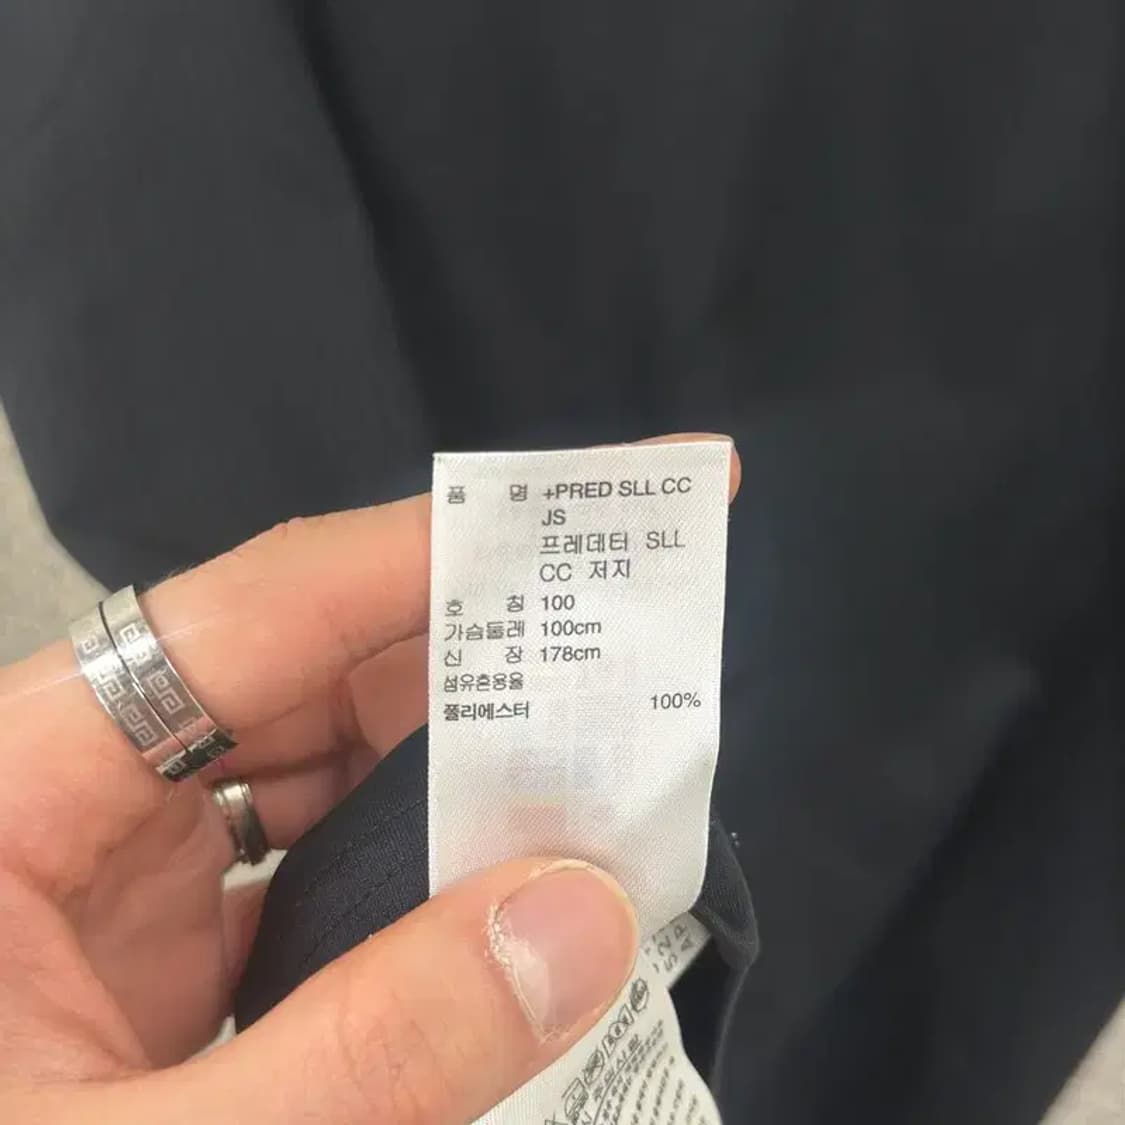 품 명 +PRED SLL CC
JS
프레데터 SLL
CC 저지
호 칭 100
가슴둘레 100cm
신 장 178cm
섬유혼용율
폴리에스터 100%